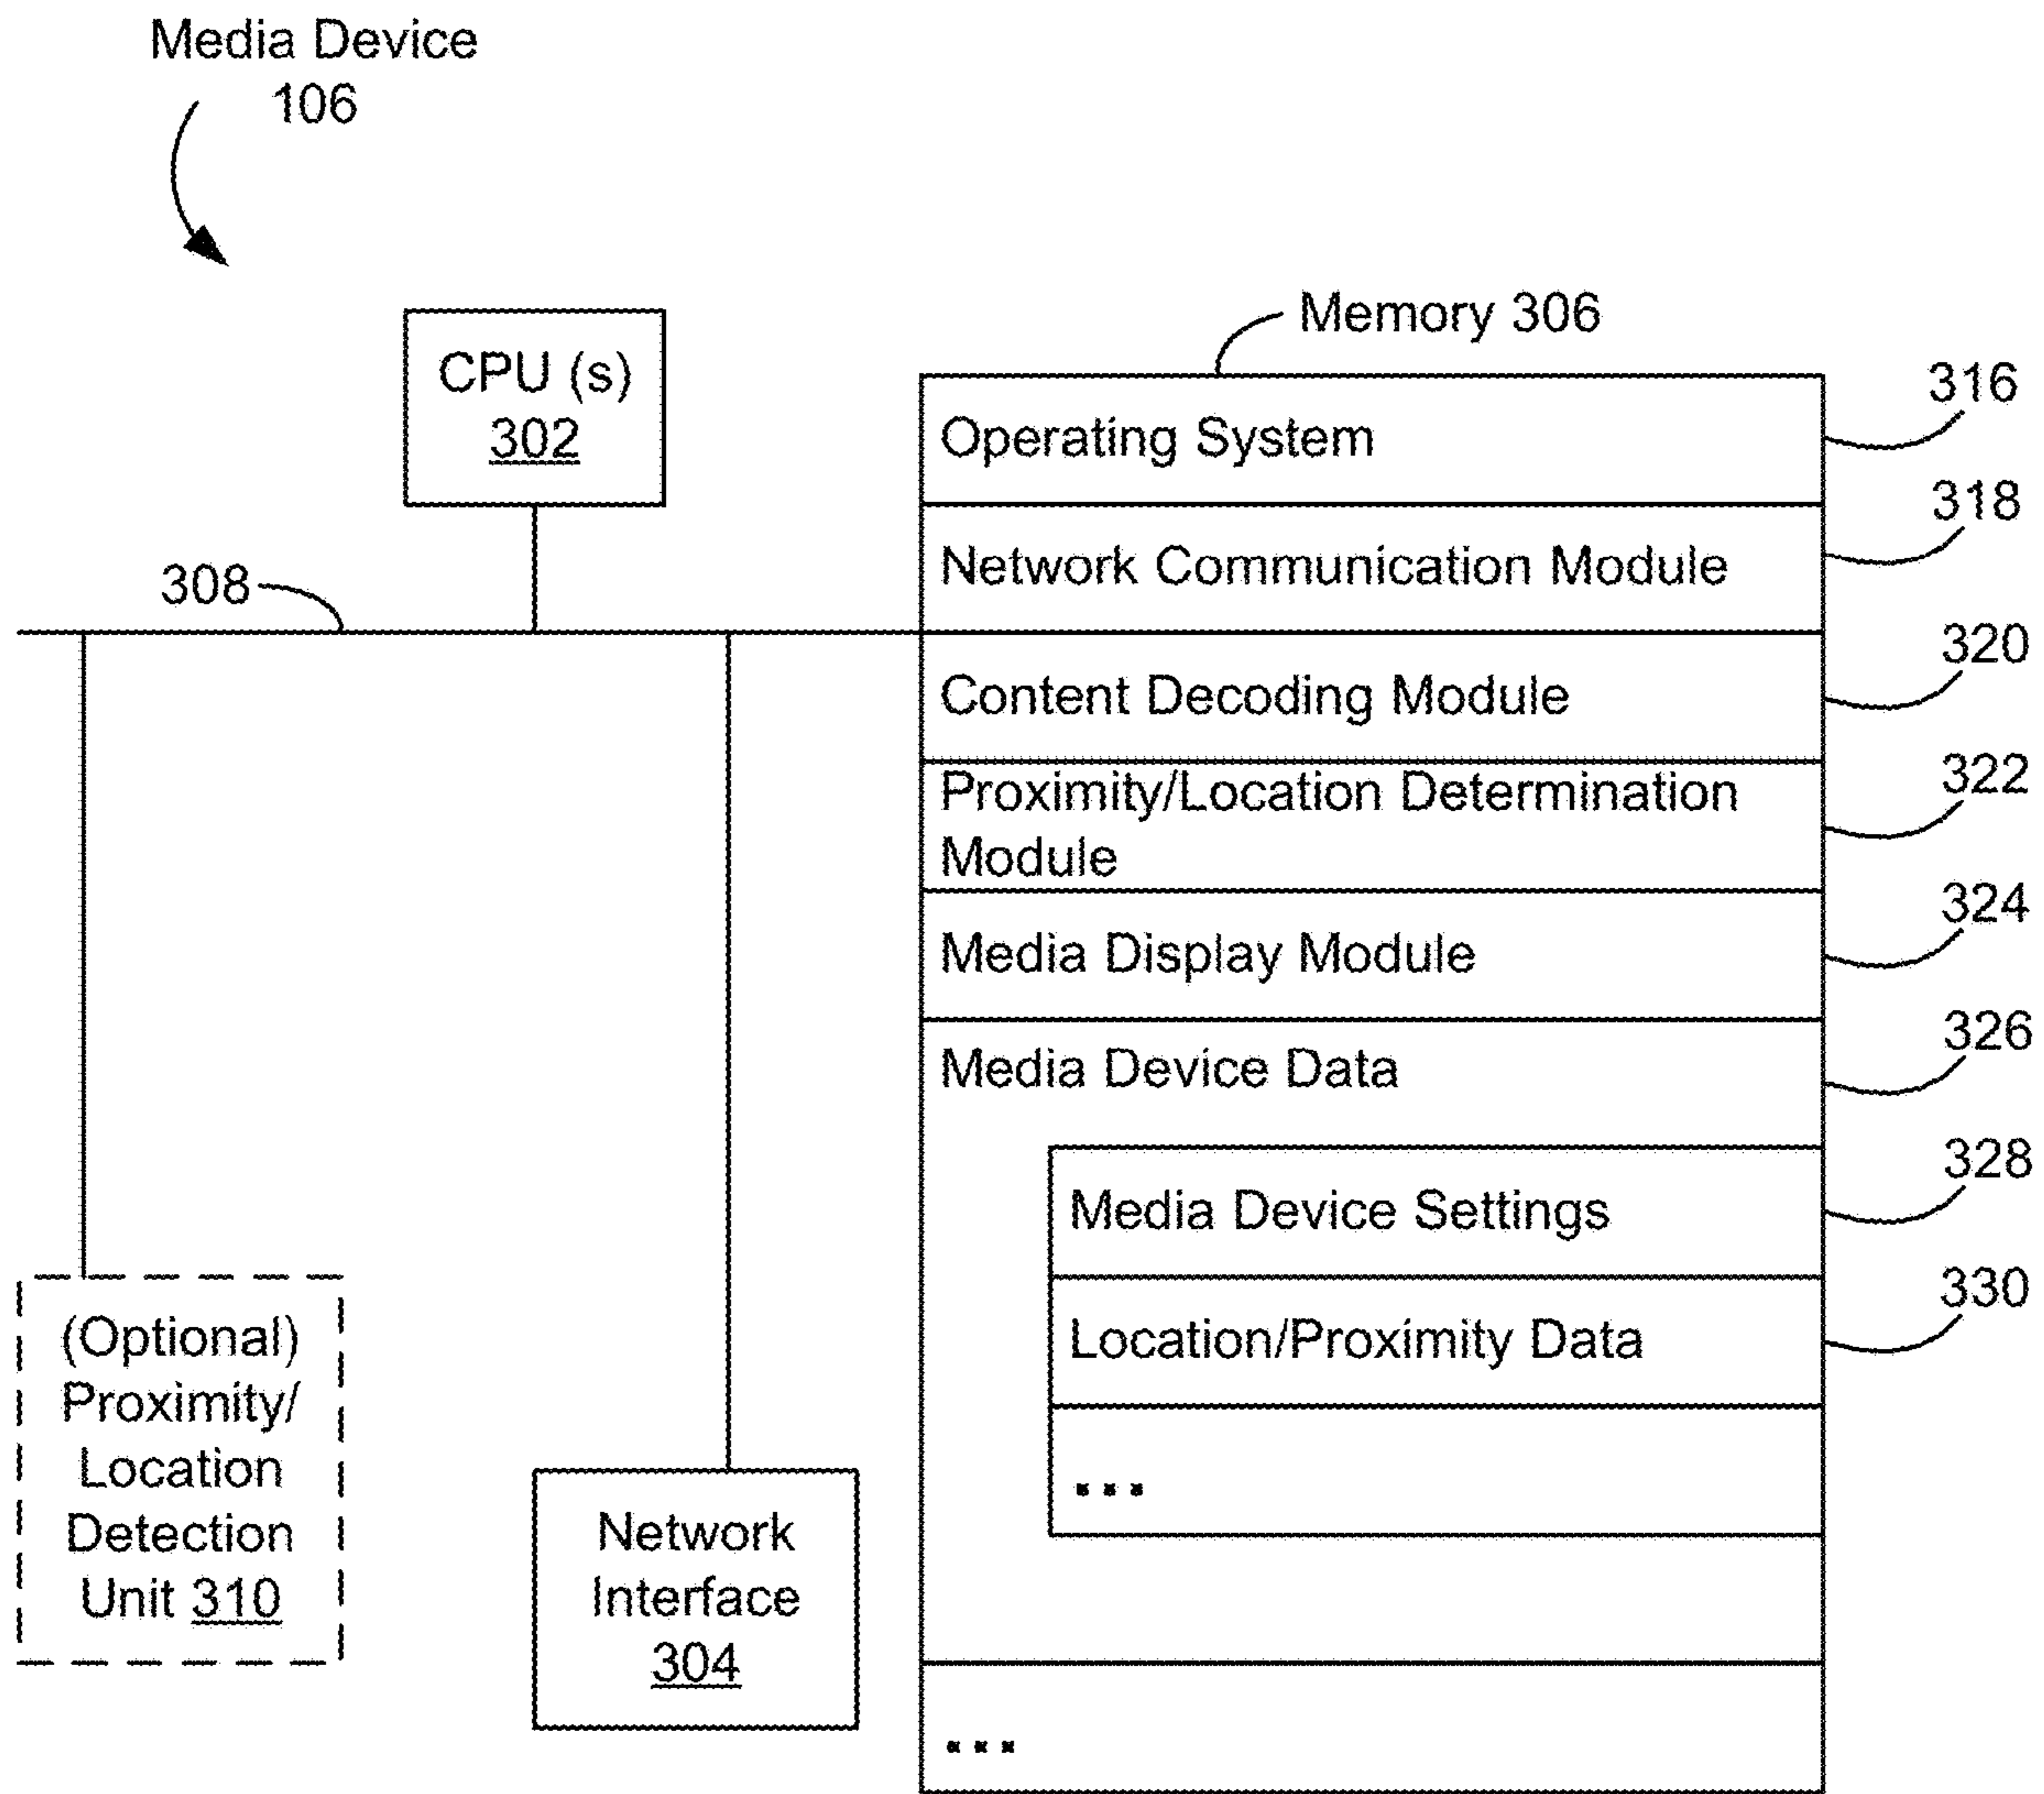 Media Device
106
CPU (s)
302
308
Memory 306
Operating System
316
Network Communication Module
318
Content Decoding Module
320
Proximity/Location Determination
Module
322
Media Display Module
324
Media Device Data
326
Media Device Settings
328
Location/Proximity Data
330
...
...
(Optional)
Proximity/
Location
Detection
Unit 310
Network
Interface
304